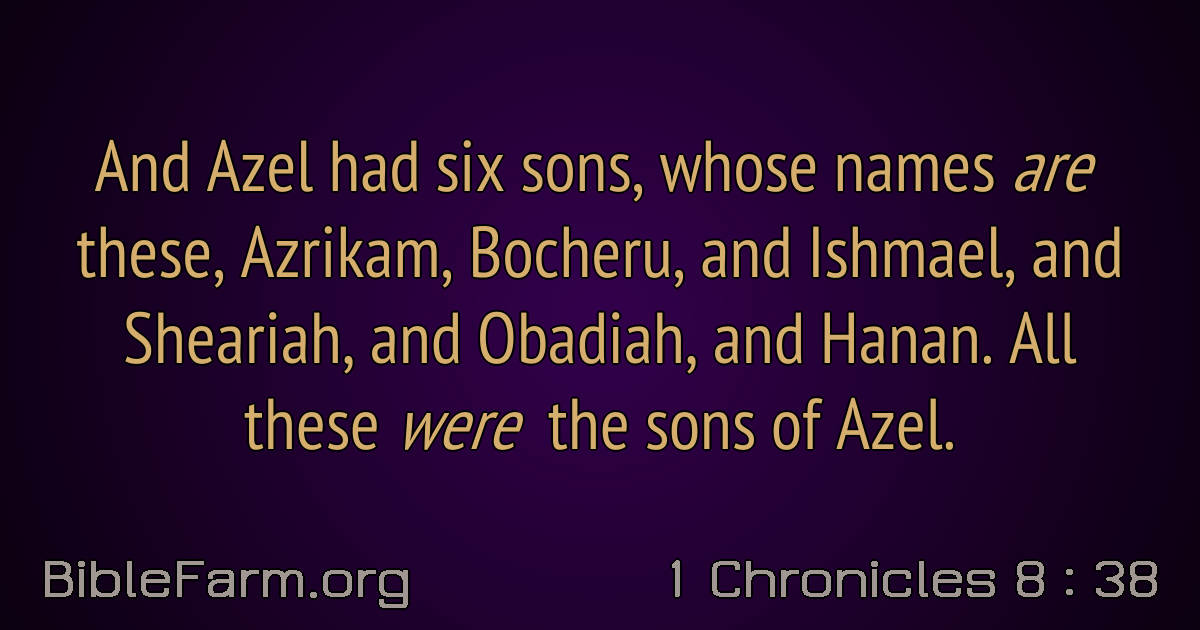 And Azel had six sons, whose names are
these, Azrikam, Bocheru, and Ishmael, and
Sheariah, and Obadiah, and Hanan. All
these were the sons of Azel.
BibleFarm.org
1 Chronicles 8 : 38